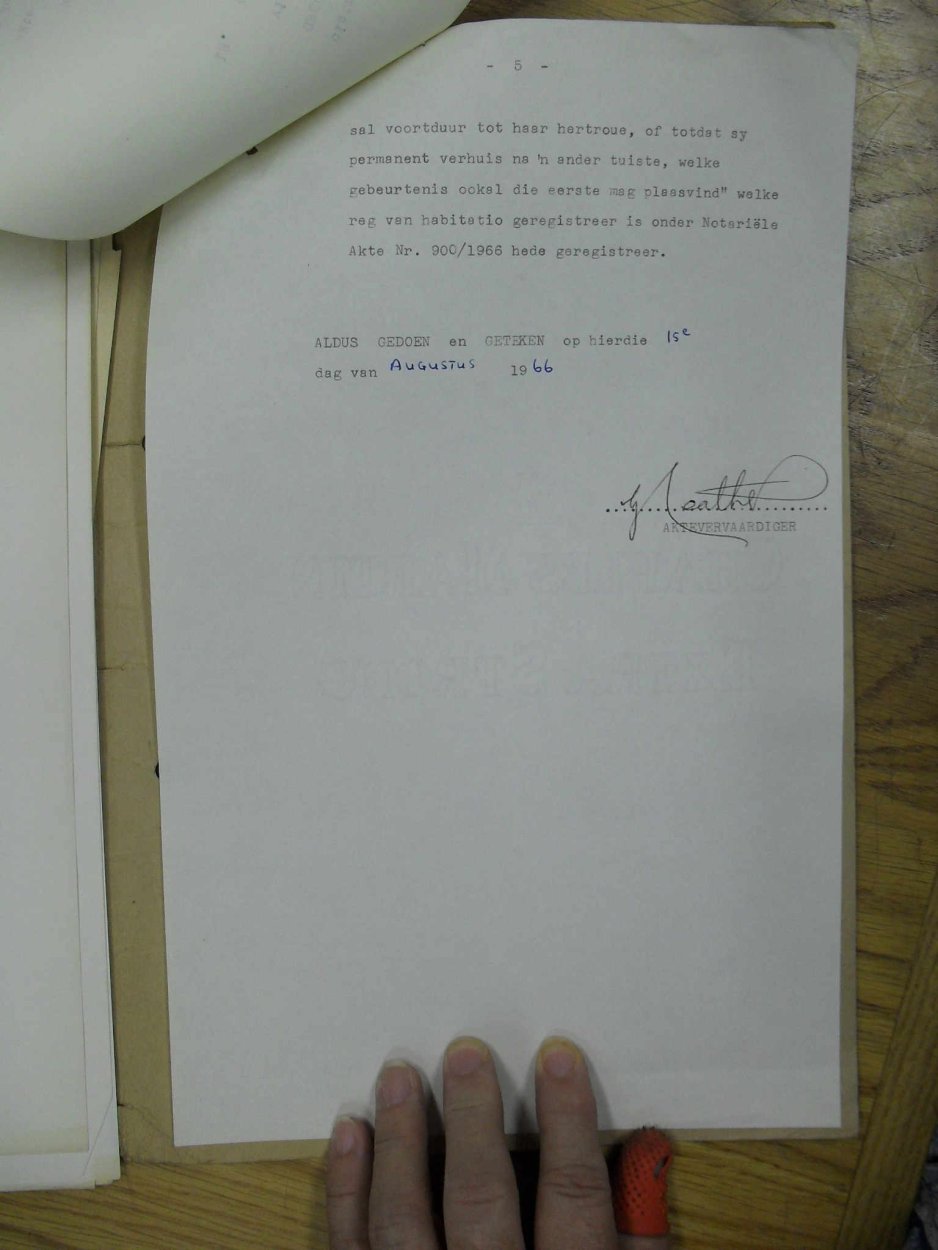 - 5 -
sal voortduur tot haar hertroue, of totdat sy
permanent verhuis na 'n ander tuiste, welke
gebeurtenis ookal die eerste mag plaasvind" welke
reg van habitatio geregistreer is onder Notariële
Akte Nr. 900/1966 hede geregistreer.
ALDUS GEDOEN en GETEKEN op hierdie 15e
dag van AUGUSTUS 1966
AKTEVERVAARDIGER